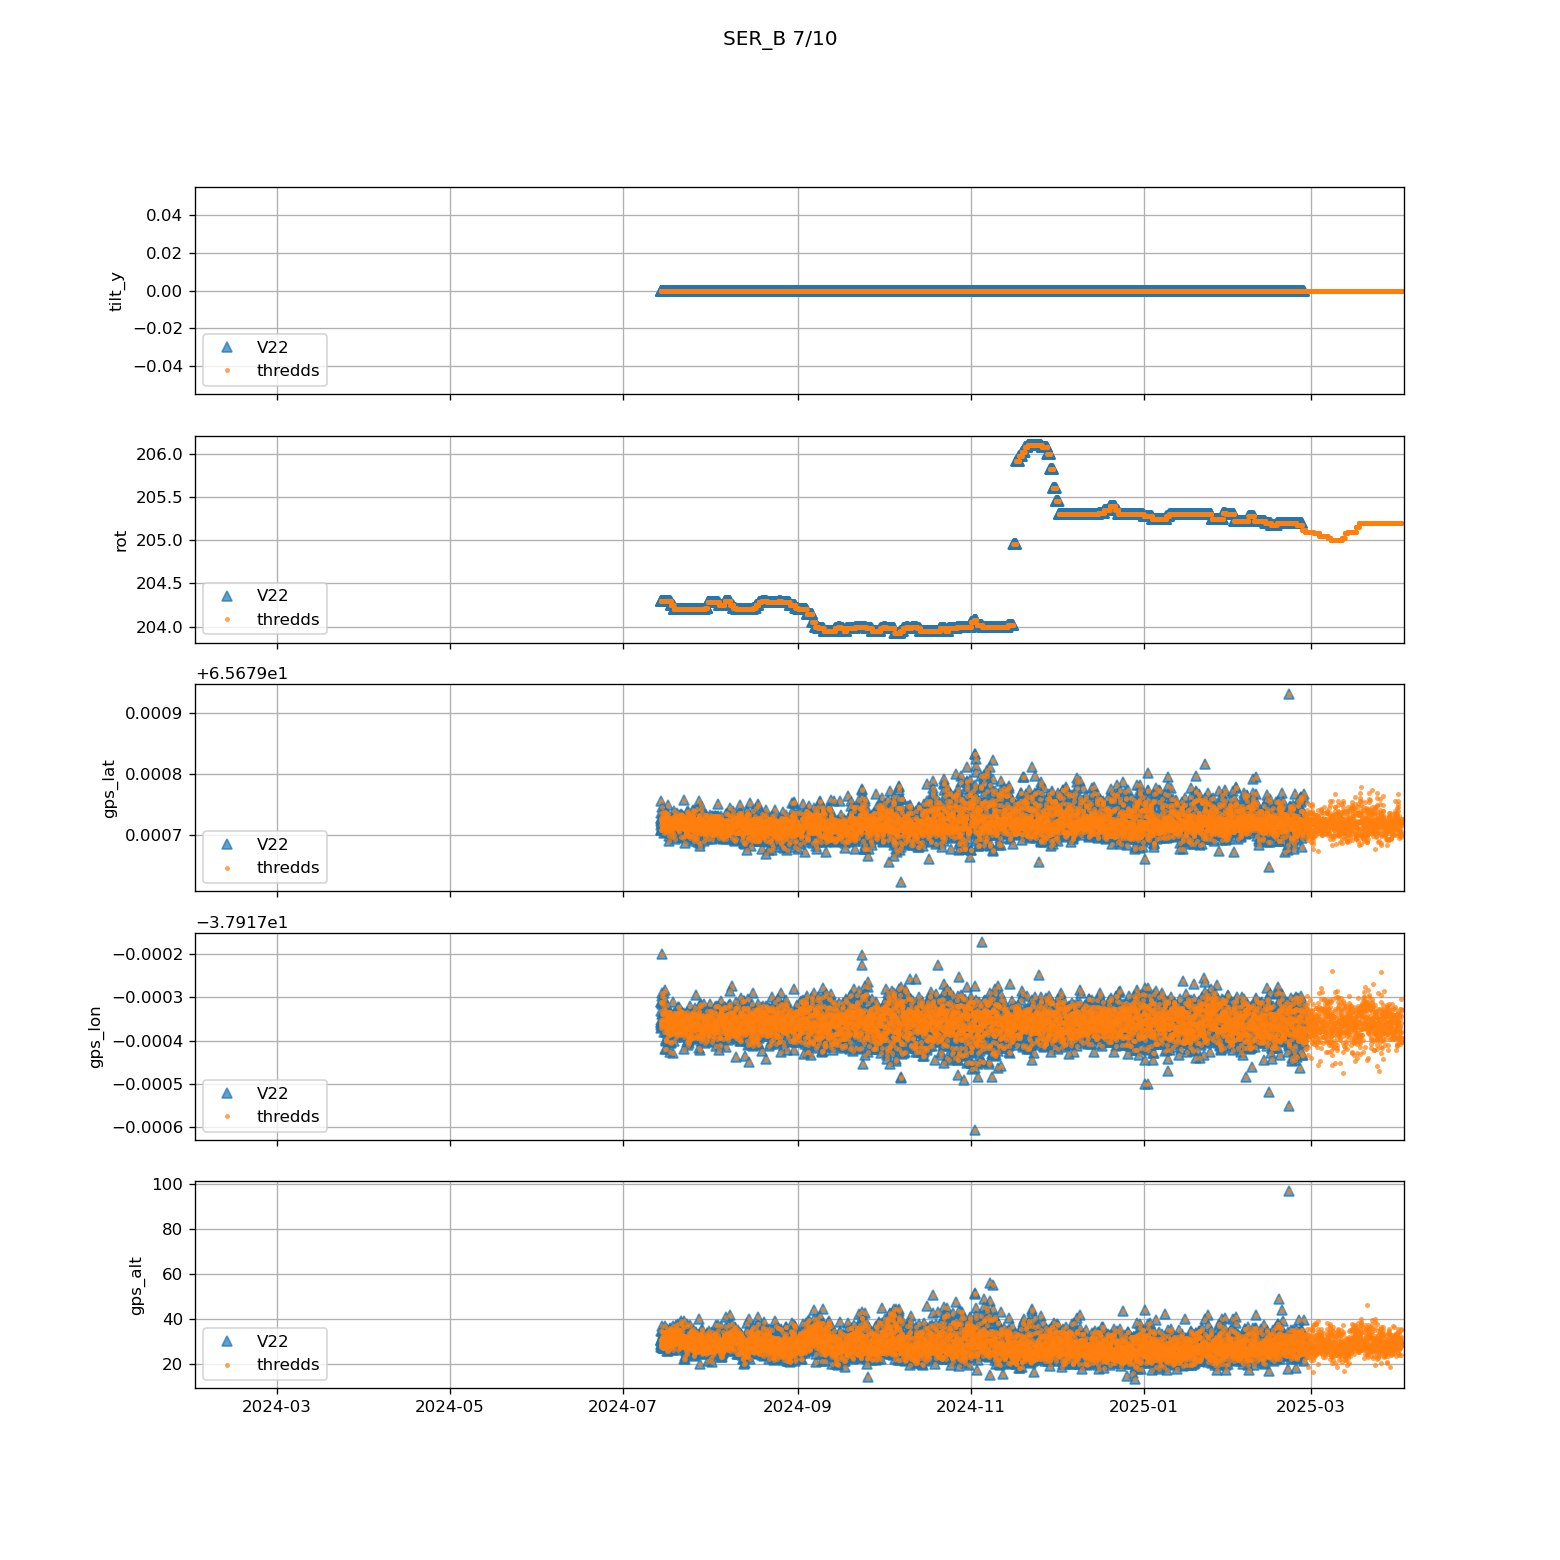 SER_B 7/10
0.04
0.02
0.00
−0.02
−0.04
tilt_y
V22
thredds
206.0
205.5
205.0
204.5
204.0
rot
V22
thredds
+6.5679e1
0.0009
0.0008
0.0007
gps_lat
V22
thredds
−3.7917e1
−0.0002
−0.0003
−0.0004
−0.0005
−0.0006
gps_lon
V22
thredds
100
80
60
40
20
gps_alt
V22
thredds
2024-03 2024-05 2024-07 2024-09 2024-11 2025-01 2025-03